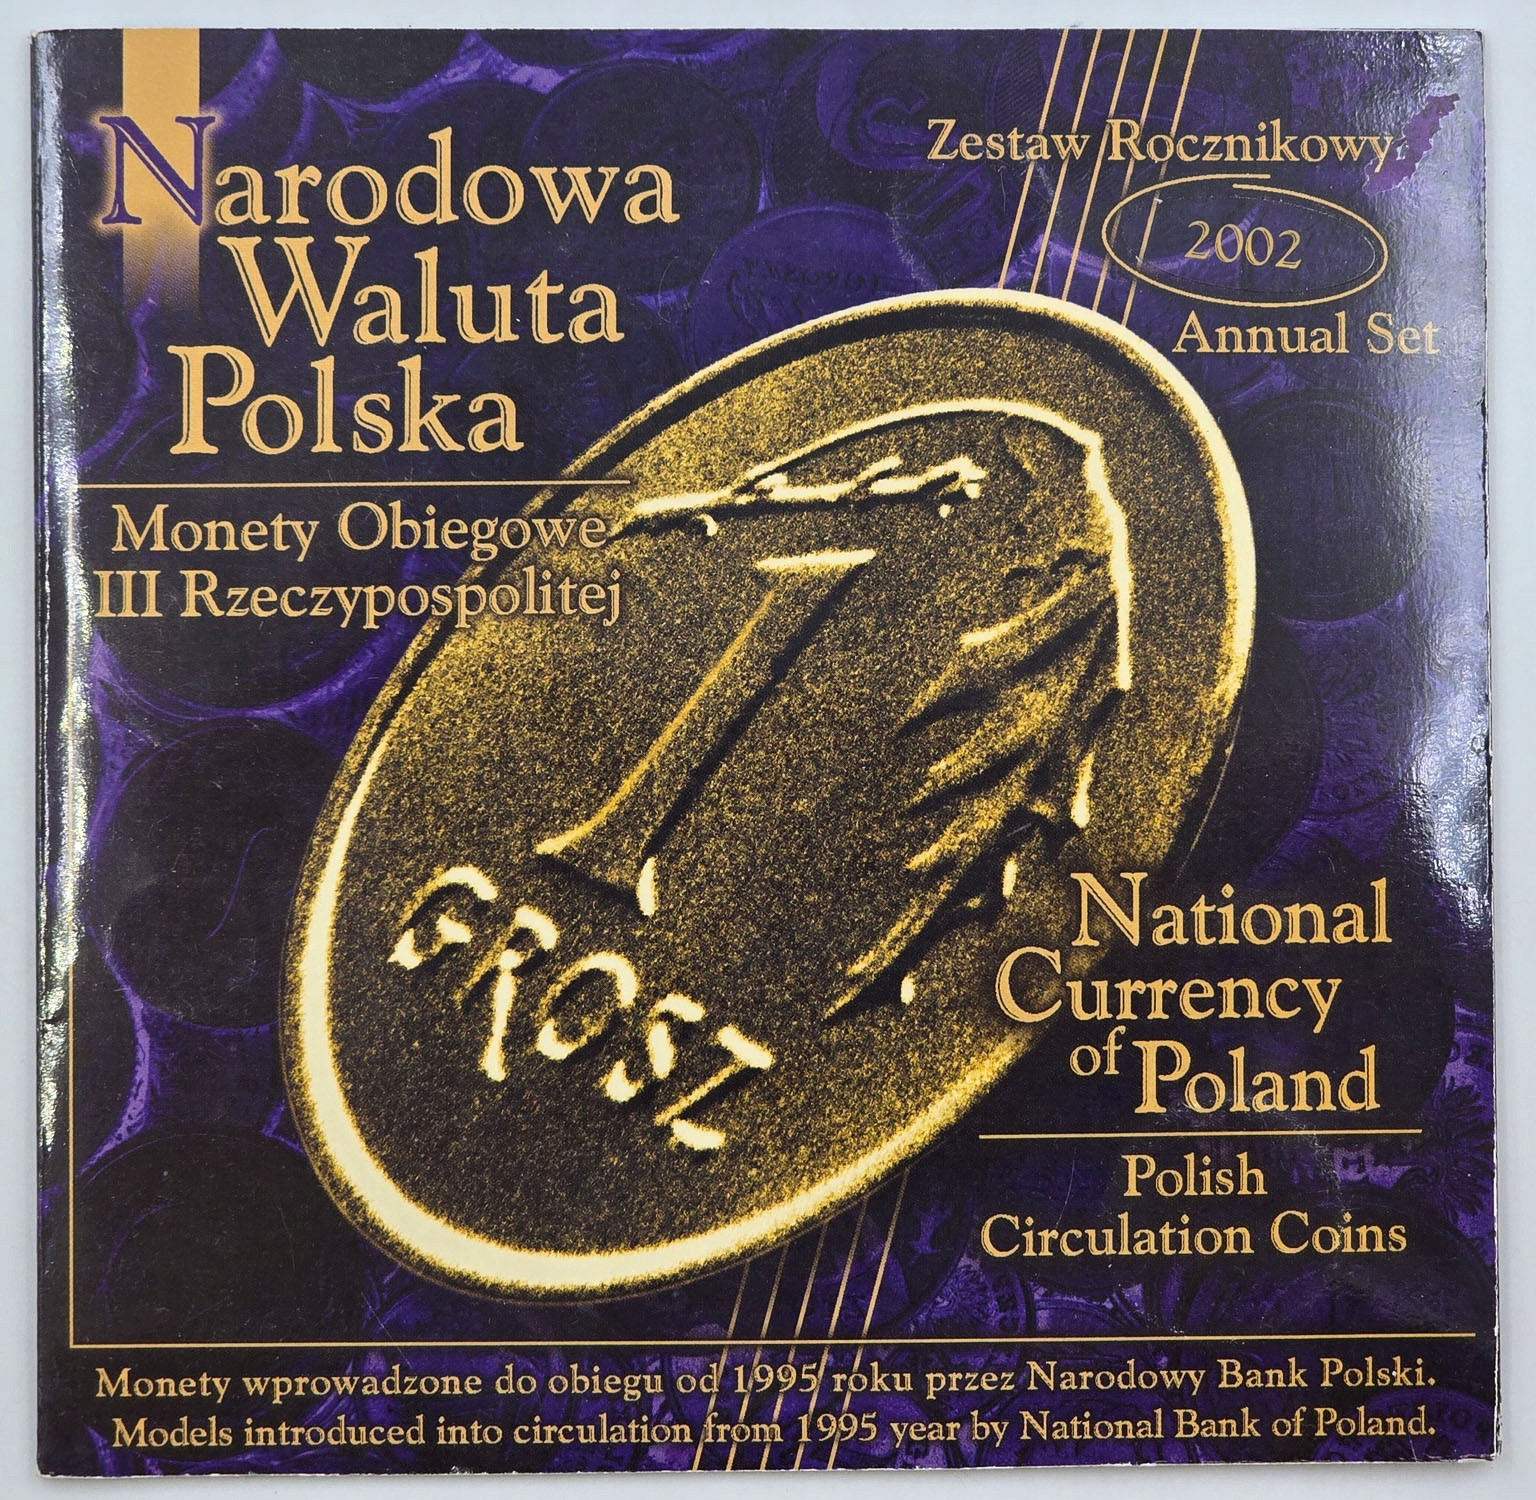 Narodowa
Waluta
Polska
Monety Obiegowe
III Rzeczypospolitej
Zestaw Rocznikowy
2002
Annual Set
1
GROSZ
National
Currency
of Poland
Polish
Circulation Coins
Monety wprowadzone do obiegu od 1995 roku przez Narodowy Bank Polski.
Models introduced into circulation from 1995 year by National Bank of Poland.